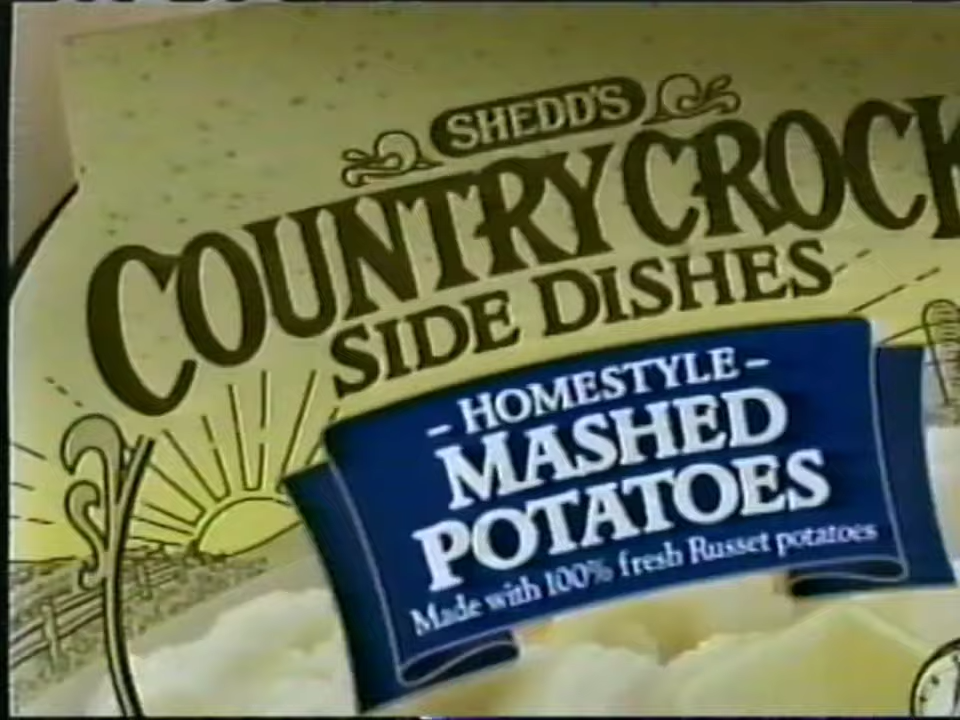 SHEDD'S
COUNTRY CROCK
SIDE DISHES
- HOMESTYLE -
MASHED
POTATOES
Made with 100% fresh Russet potatoes